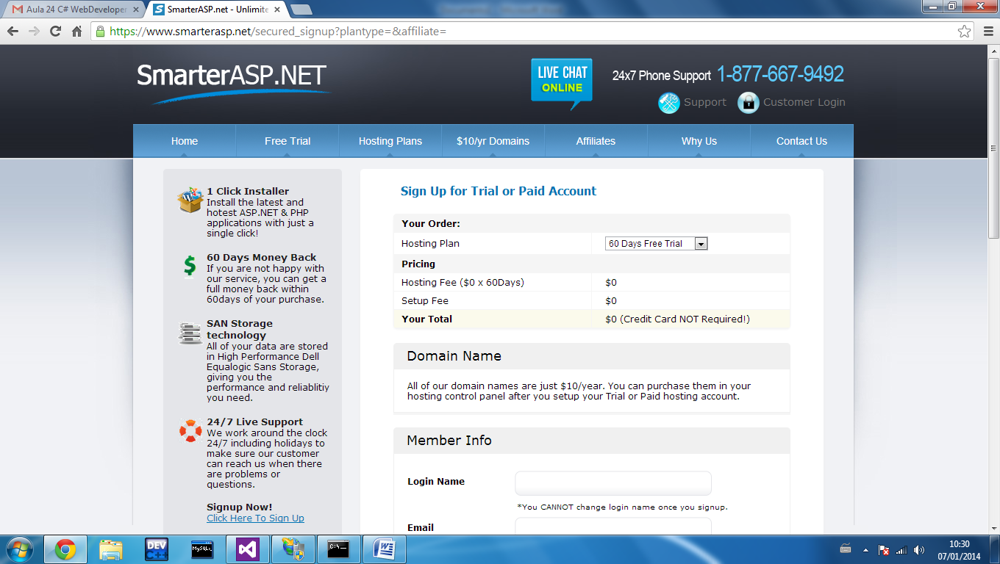 Aula 24 C# WebDeveloper
SmarterASP.net - Unlimite
https://www.smarterasp.net/secured_signup?plantype=&affiliate=
SmarterASP.NET
LIVE CHAT
ONLINE
24x7 Phone Support 1-877-667-9492
Support
Customer Login
Home
Free Trial
Hosting Plans
$10/yr Domains
Affiliates
Why Us
Contact Us
1 Click Installer
Install the latest and
hotest ASP.NET & PHP
applications with just a
single click!
60 Days Money Back
If you are not happy with
our service, you can get a
full money back within
60days of your purchase.
SAN Storage
technology
All of your data are stored
in High Performance Dell
Equalogic Sans Storage,
giving you the
performance and reliablitiy
you need.
24/7 Live Support
We work around the clock
24/7 including holidays to
make sure our customer
can reach us when there
are problems or
questions.
Signup Now!
Click Here To Sign Up
Sign Up for Trial or Paid Account
Your Order:
Hosting Plan
60 Days Free Trial
Pricing
Hosting Fee ($0 x 60Days)
$0
Setup Fee
$0
Your Total
$0 (Credit Card NOT Required!)
Domain Name
All of our domain names are just $10/year. You can purchase them in your
hosting control panel after you setup your Trial or Paid hosting account.
Member Info
Login Name
*You CANNOT change login name once you signup.
Email
DEV
C++
MySQL
C:\
10:30
07/01/2014